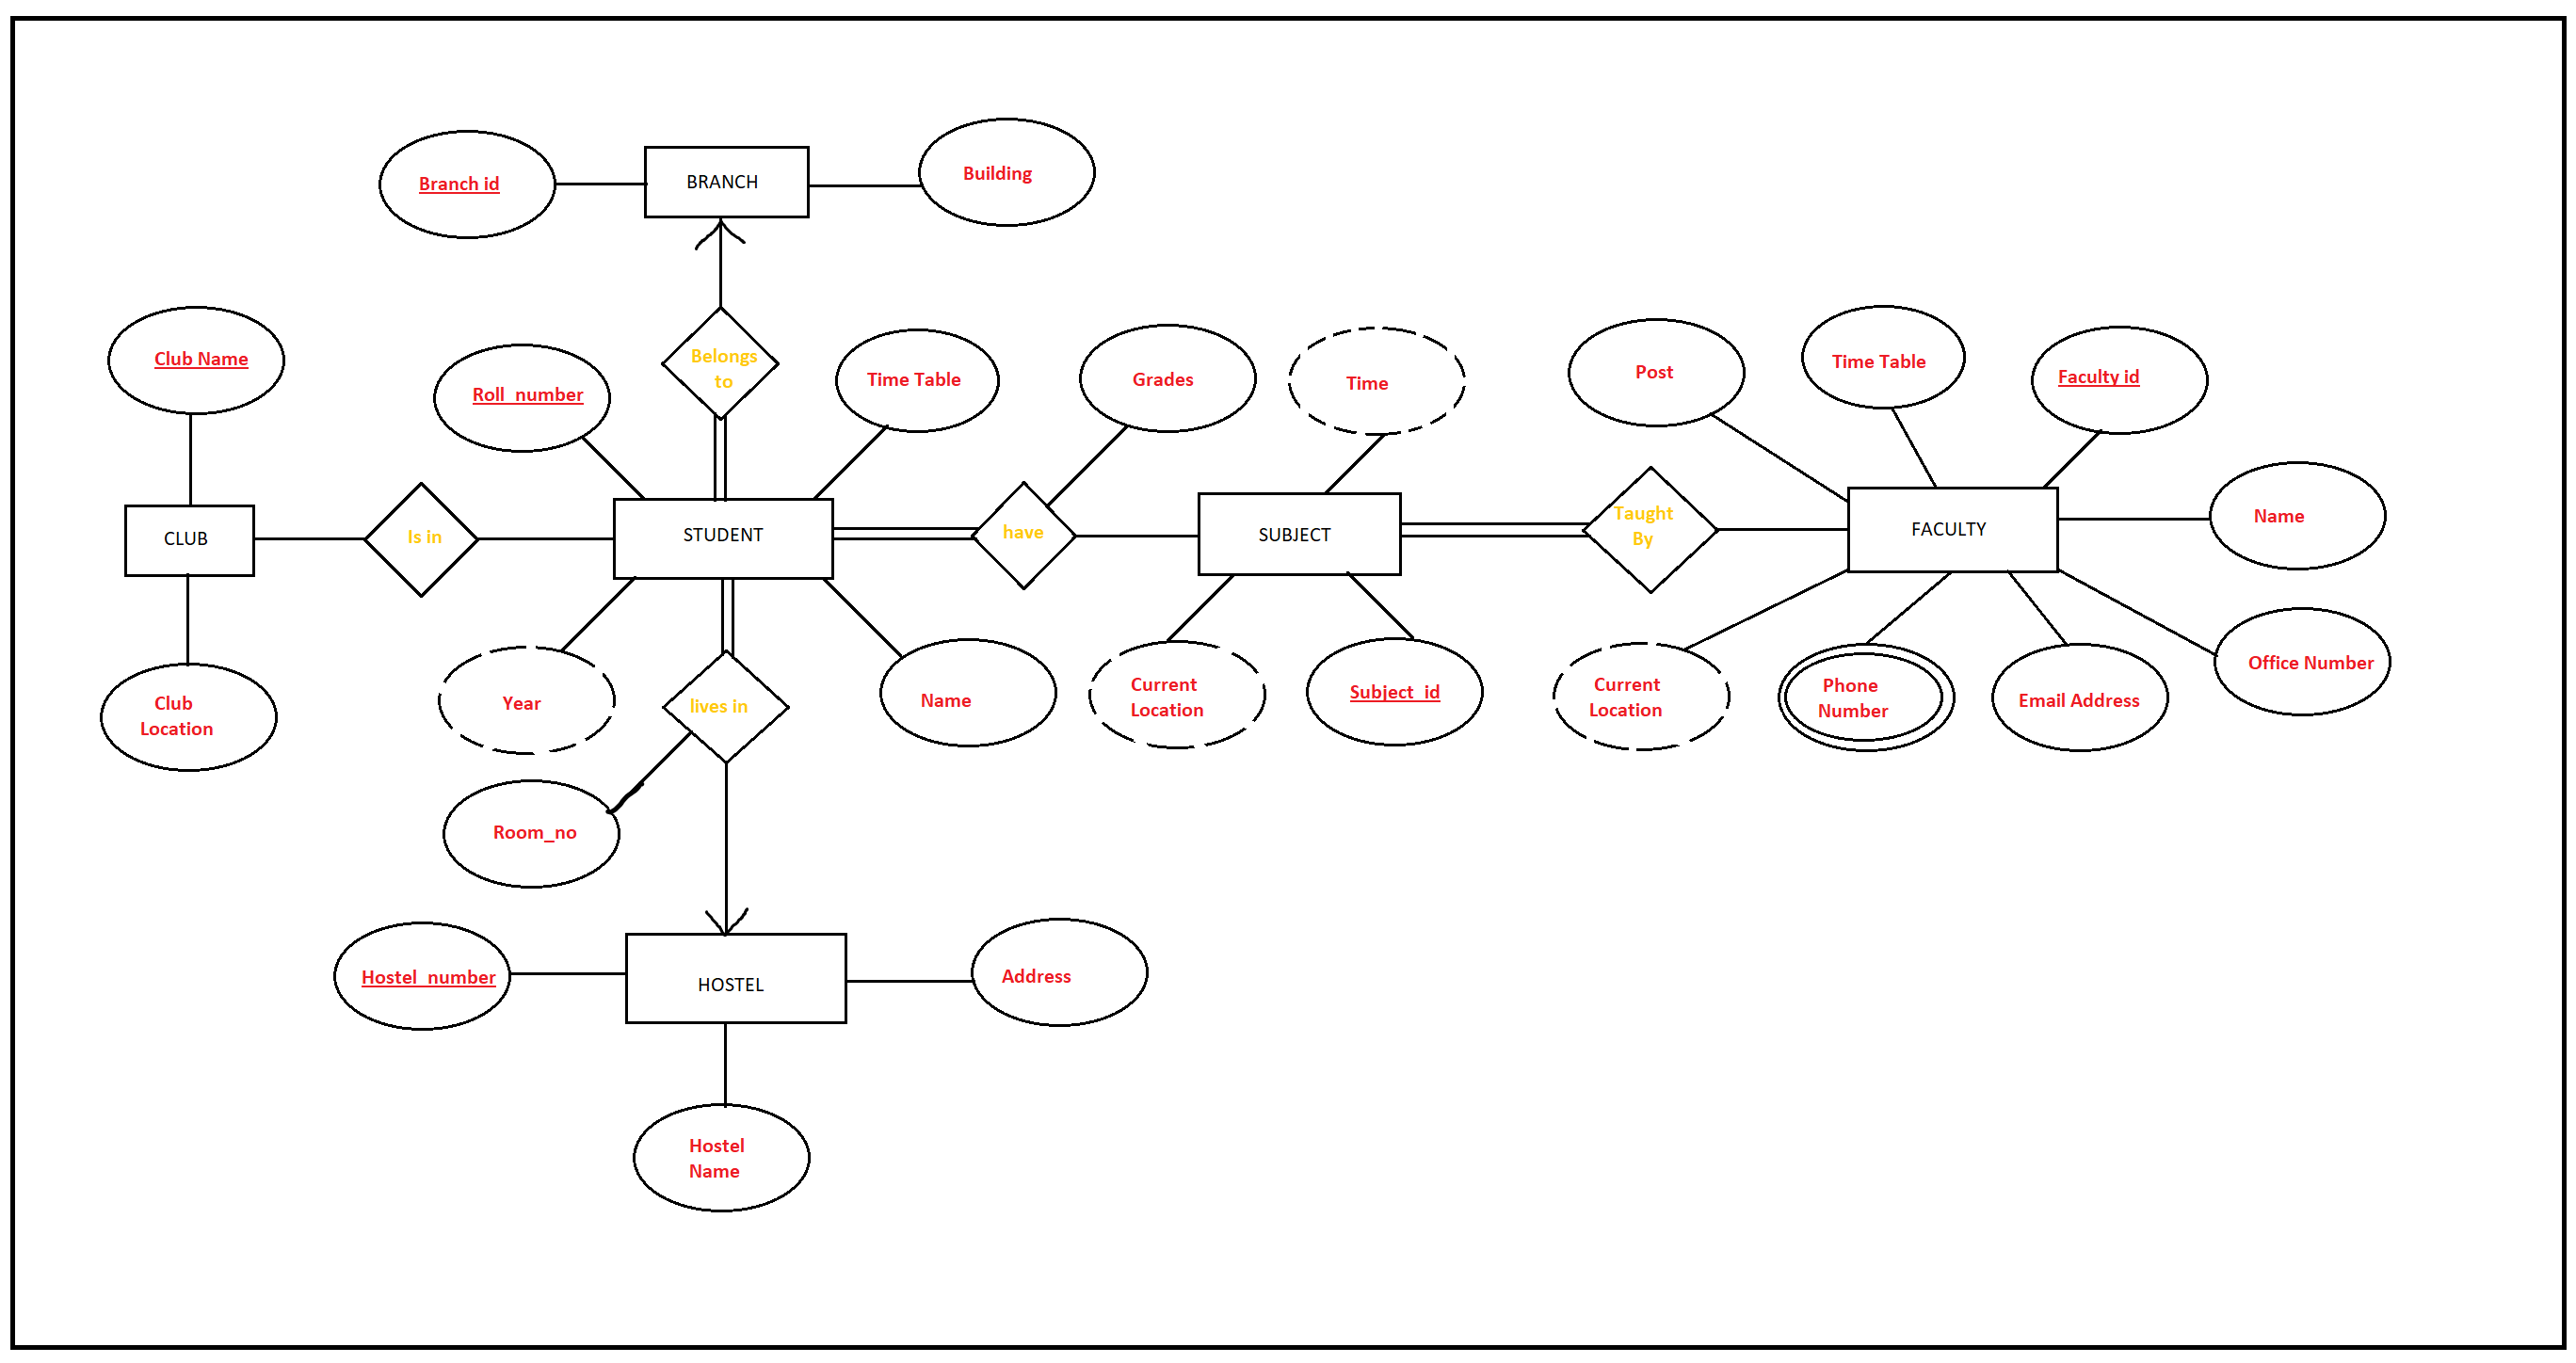 Branch id
BRANCH
Building
Club Name
Roll_number
Belongs
to
Time Table
Grades
Time
Post
Time Table
Faculty id
CLUB
Is in
STUDENT
have
SUBJECT
Taught
By
FACULTY
Name
Club
Location
Year
lives in
Name
Current
Location
Subject_id
Current
Location
Phone
Number
Email Address
Office Number
Room_no
Hostel_number
HOSTEL
Address
Hostel
Name